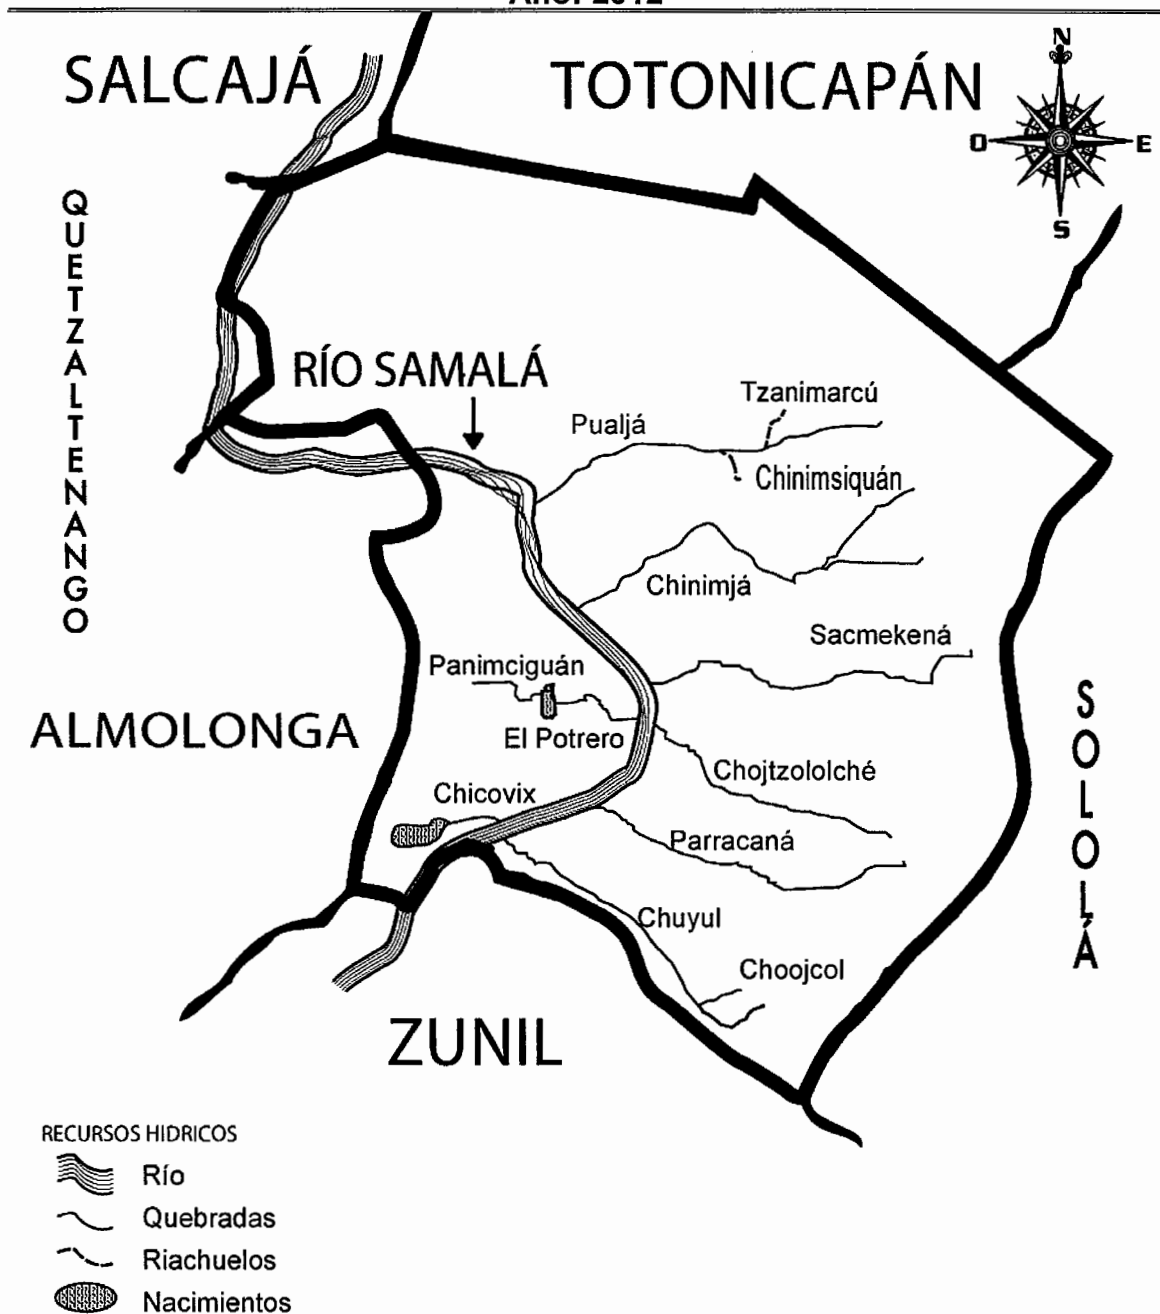 SALCAJÁ
TOTONICAPÁN
N
O
E
S
QUETZALTENANGO
RÍO SAMALÁ
Tzanimarcú
Pualjá
Chinimsiquán
Chinimjá
Sacmekená
Panimciguán
SOLOLÁ
ALMOLONGA
El Potrero
Chojtzololché
Chicovix
Parracaná
Chuyul
Choojcol
ZUNIL
RECURSOS HIDRICOS
Río
Quebradas
Riachuelos
Nacimientos